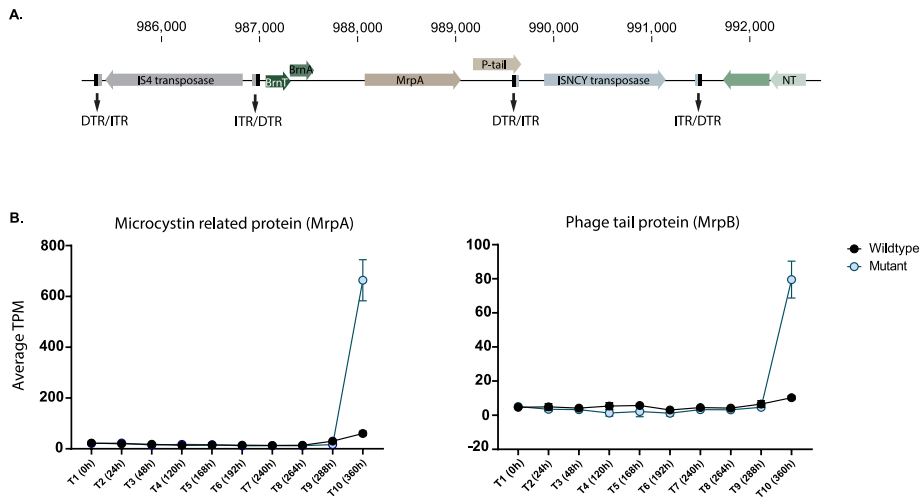 A.
986,000 987,000 988,000 989,000 990,000 991,000 992,000
P-tail
BrnA
IS4 transposase BrnT MrpA ISNCY transposase NT
DTR/ITR ITR/DTR DTR/ITR ITR/DTR
B.
Microcystin related protein (MrpA)
Average TPM
800
600
400
200
0
T1 (0h) T2 (24h) T3 (48h) T4 (120h) T5 (168h) T6 (192h) T7 (240h) T8 (264h) T9 (288h) T10 (360h)
Phage tail protein (MrpB)
100
80
60
40
20
0
-20
T1 (0h) T2 (24h) T3 (48h) T4 (120h) T5 (168h) T6 (192h) T7 (240h) T8 (264h) T9 (288h) T10 (360h)
Wildtype
Mutant